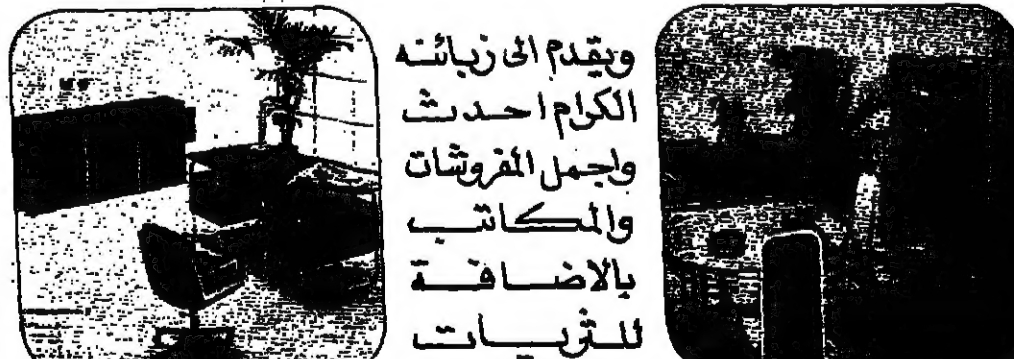 ويقدم الى زبائنه
الكرام احدث
واجمل المفروشات
والمكاتب
بالاضافة
للثريات